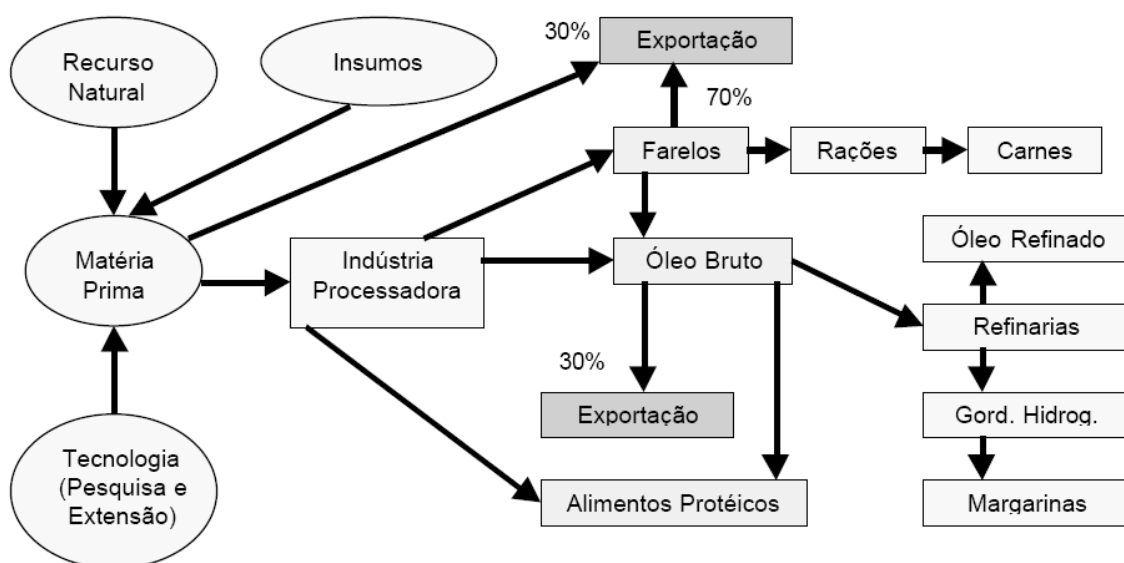 Recurso
Natural
Insumos
30%
Exportação
70%
Farelos
Rações
Carnes
Matéria
Prima
Indústria
Processadora
Óleo Bruto
Óleo Refinado
Refinarias
30%
Exportação
Gord. Hidrog.
Tecnologia
(Pesquisa e
Extensão)
Alimentos Protéicos
Margarinas